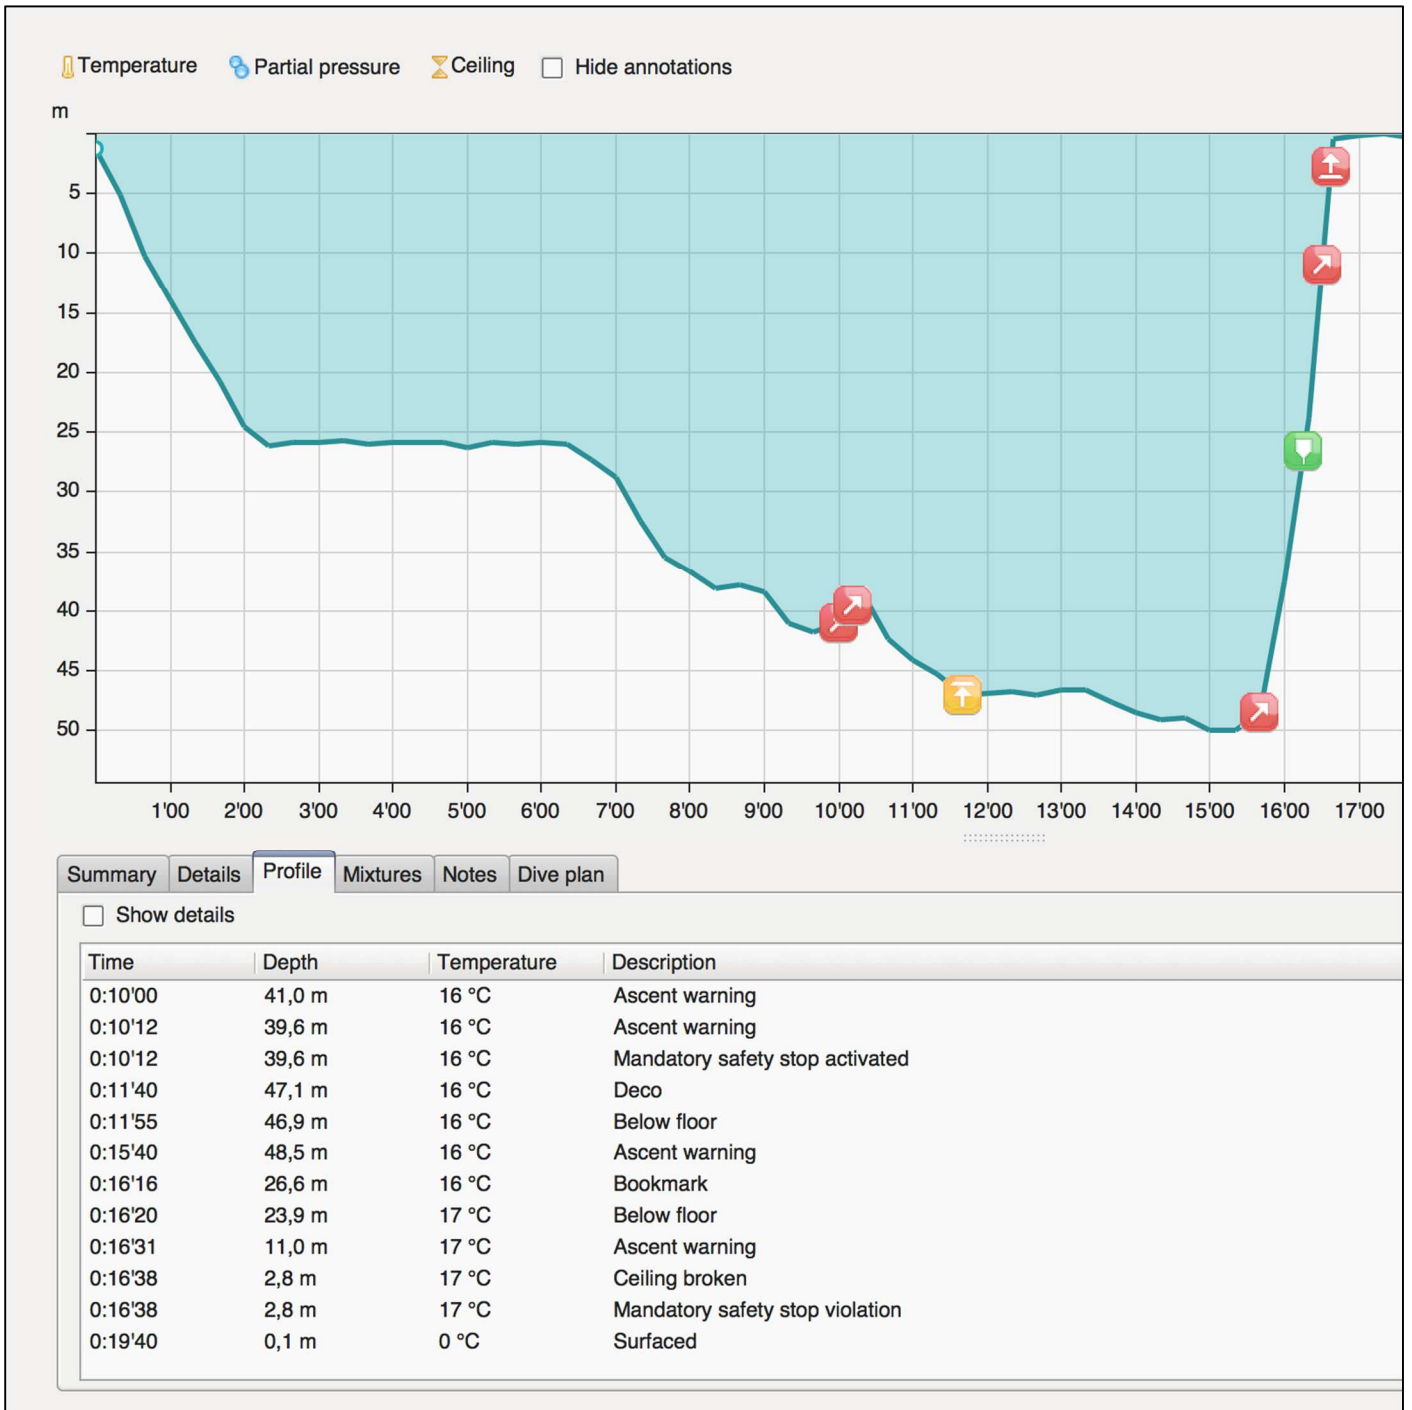 Temperature Partial pressure Ceiling Hide annotations
m
5
10
15
20
25
30
35
40
45
50
1'00 2'00 3'00 4'00 5'00 6'00 7'00 8'00 9'00 10'00 11'00 12'00 13'00 14'00 15'00 16'00 17'00
Summary Details Profile Mixtures Notes Dive plan
Show details
Time Depth Temperature Description
0:10'00 41,0 m 16 °C Ascent warning
0:10'12 39,6 m 16 °C Ascent warning
0:10'12 39,6 m 16 °C Mandatory safety stop activated
0:11'40 47,1 m 16 °C Deco
0:11'55 46,9 m 16 °C Below floor
0:15'40 48,5 m 16 °C Ascent warning
0:16'16 26,6 m 16 °C Bookmark
0:16'20 23,9 m 17 °C Below floor
0:16'31 11,0 m 17 °C Ascent warning
0:16'38 2,8 m 17 °C Ceiling broken
0:16'38 2,8 m 17 °C Mandatory safety stop violation
0:19'40 0,1 m 0 °C Surfaced